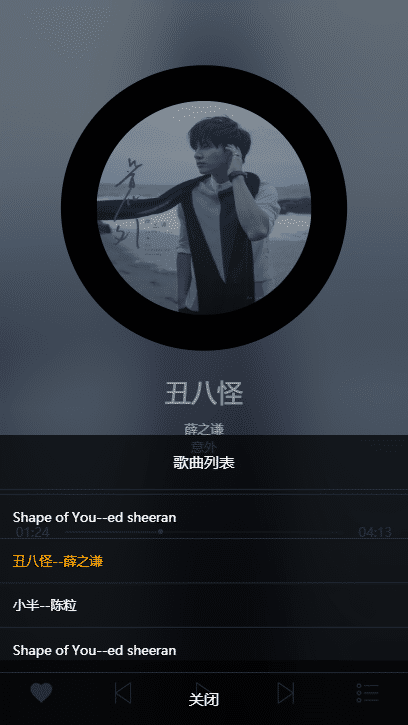 丑八怪
薛之谦
意外
歌曲列表
Shape of You--ed sheeran
01:24
04:13
丑八怪--薛之谦
小半--陈粒
Shape of You--ed sheeran
关闭